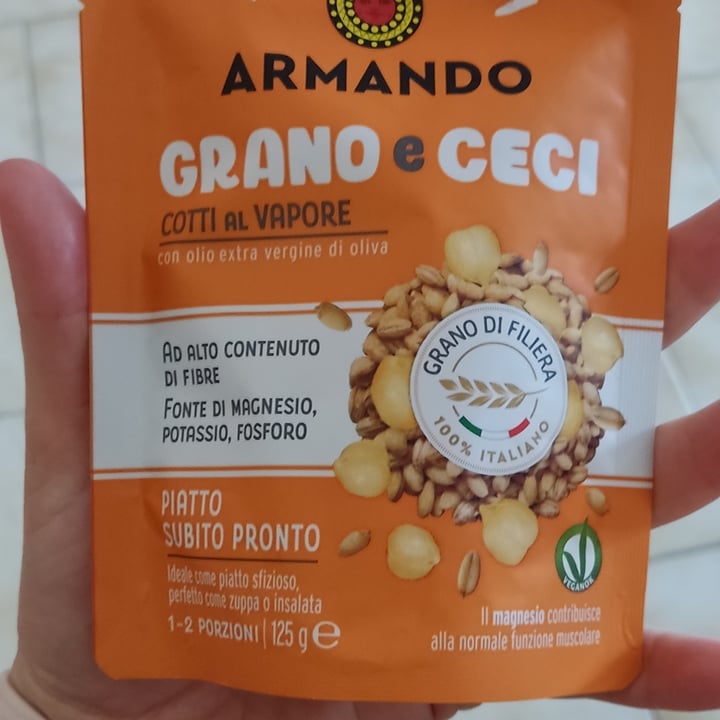 ARMANDO
GRANO e CECI
COTTI AL VAPORE
con olio extra vergine di oliva
AD ALTO CONTENUTO
DI FIBRE
FONTE DI MAGNESIO,
POTASSIO, FOSFORO
GRANO DI FILIERA
100% ITALIANO
PIATTO
SUBITO PRONTO
Ideale come piatto sfizioso,
perfetto come zuppa o insalata
1-2 PORZIONI | 125 g ℮
VEGANOK
Il magnesio contribuisce
alla normale funzione muscolare